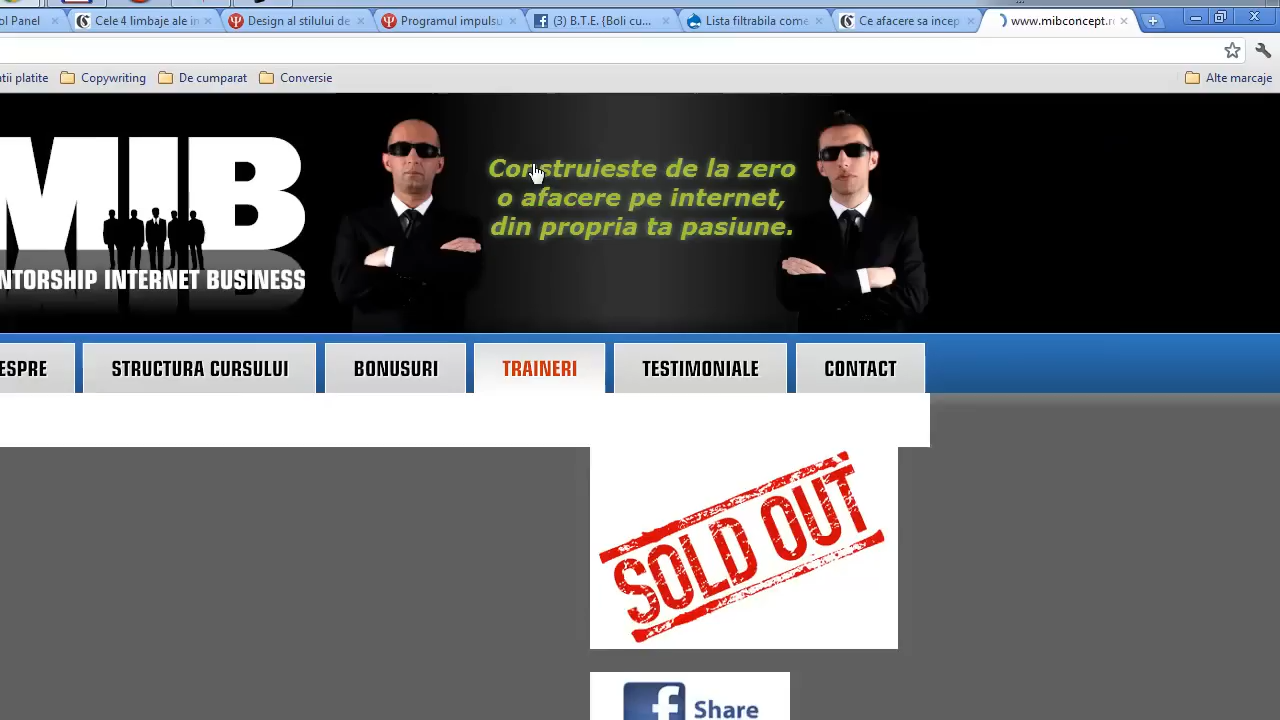 ol Panel
Cele 4 limbaje ale in
Design al stilului de
Programul impulsu
(3) B.T.E. (Boli cu...
Lista filtrabila come
Ce afacere sa incep
www.mibconcept.r
tii platite
Copywriting
De cumparat
Conversie
Alte marcaje
MIB
NTORSHIP INTERNET BUSINESS
Construieste de la zero
o afacere pe internet,
din propria ta pasiune.
ESPRE
STRUCTURA CURSULUI
BONUSURI
TRAINERI
TESTIMONIALE
CONTACT
SOLD OUT
f Share